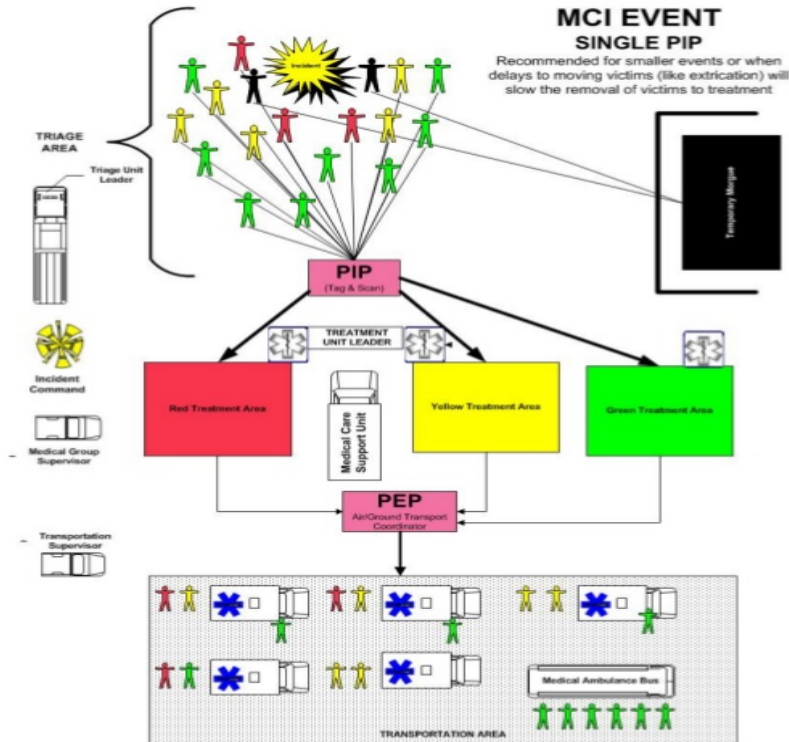 MCI EVENT
SINGLE PIP
Recommended for smaller events or when
delays to moving victims (like extrication) will
slow the removal of victims to treatment
Incident
TRIAGE
AREA
Triage Unit
Leader
Temporary Morgue
PIP
(Tag & Scan)
TREATMENT
UNIT LEADER
Incident
Command
Red Treatment Area
Medical Care
Support Unit
Yellow Treatment Area
Green Treatment Area
Medical Group
Supervisor
PEP
Air/Ground Transport
Coordinator
Transportation
Supervisor
Medical Ambulance Bus
TRANSPORTATION AREA